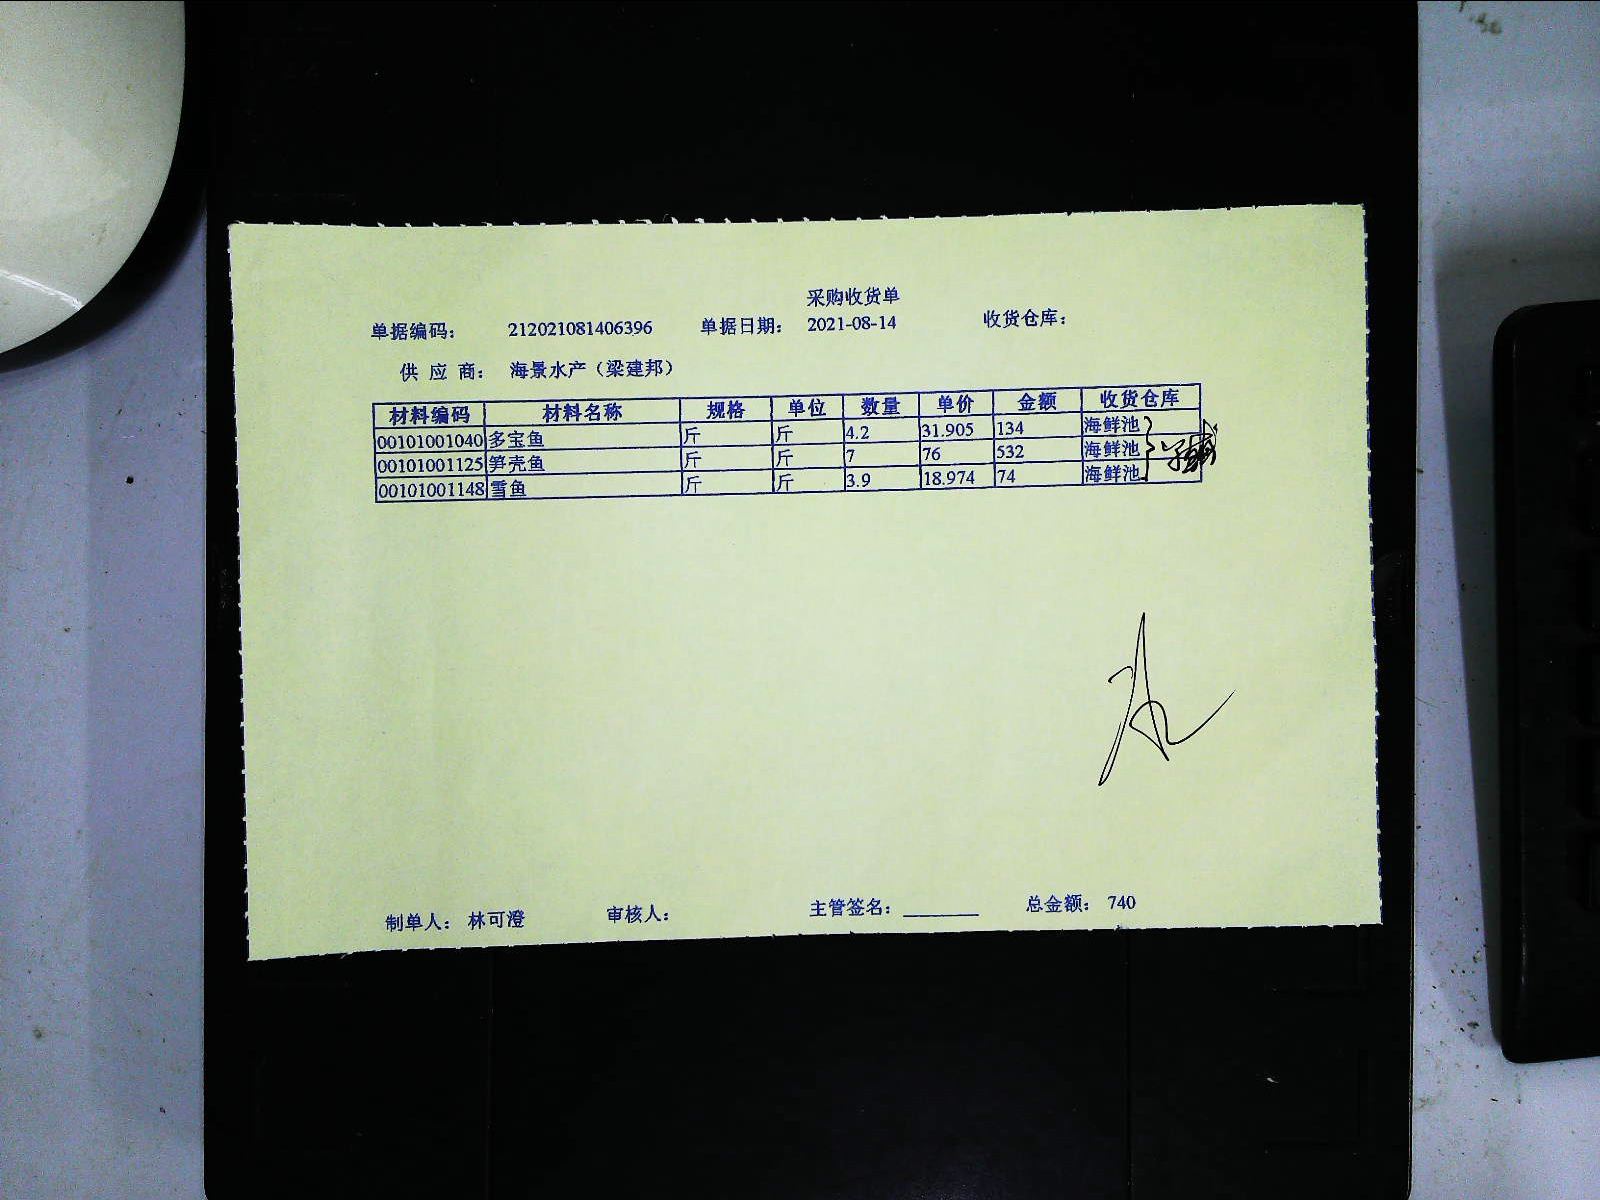 采购收货单
单据编码： 212021081406396 单据日期： 2021-08-14 收货仓库：
供 应 商： 海景水产（梁建邦）
材料编码 材料名称 规格 单位 数量 单价 金额 收货仓库
00101001040 多宝鱼 斤 斤 4.2 31.905 134 海鲜池
00101001125 笋壳鱼 斤 斤 7 76 532 海鲜池
00101001148 雪鱼 斤 斤 3.9 18.974 74 海鲜池
制单人： 林可澄 审核人： 主管签名： 总金额： 740